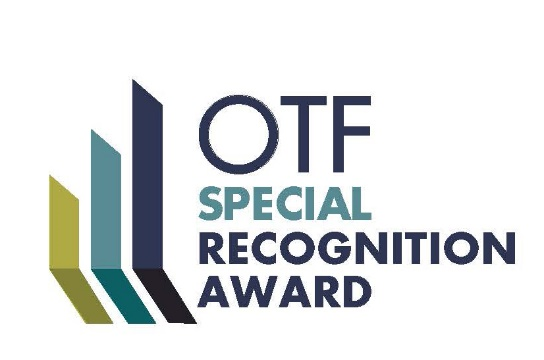 OTF
SPECIAL
RECOGNITION
AWARD